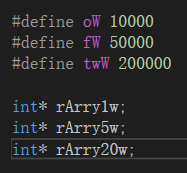 #define oW 10000
#define fW 50000
#define twW 200000
int* rArry1w;
int* rArry5w;
int* rArry20w;